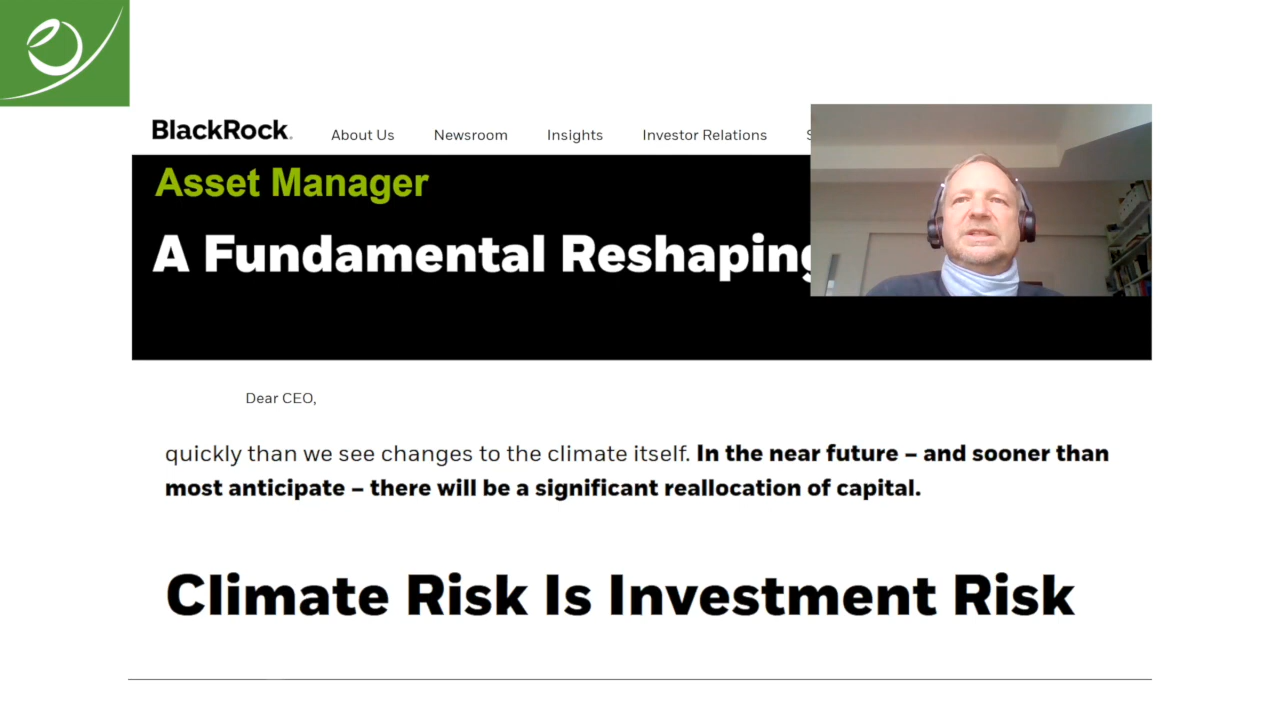 BlackRock.
About Us Newsroom Insights Investor Relations S
Asset Manager
A Fundamental Reshaping
Dear CEO,
quickly than we see changes to the climate itself. In the near future – and sooner than
most anticipate – there will be a significant reallocation of capital.
Climate Risk Is Investment Risk